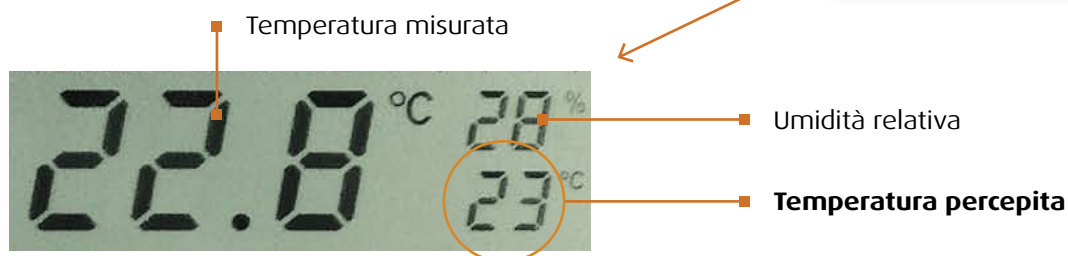 Temperatura misurata
22.8 °C 28 %
Umidità relativa
23 °C
Temperatura percepita